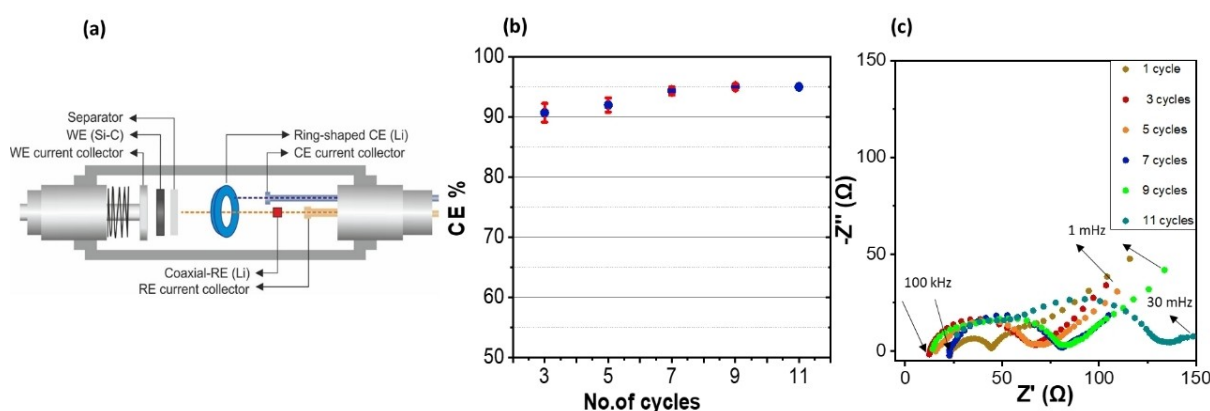 (a)
Separator
WE (Si-C)
WE current collector
Ring-shaped CE (Li)
CE current collector
Coaxial-RE (Li)
RE current collector
(b)
CE %
100
90
80
70
60
50
3 5 7 9 11
No.of cycles
(c)
-Z" (Ω)
150
100
50
0
1 cycle
3 cycles
5 cycles
7 cycles
9 cycles
11 cycles
1 mHz
100 kHz
30 mHz
0 50 100 150
Z' (Ω)